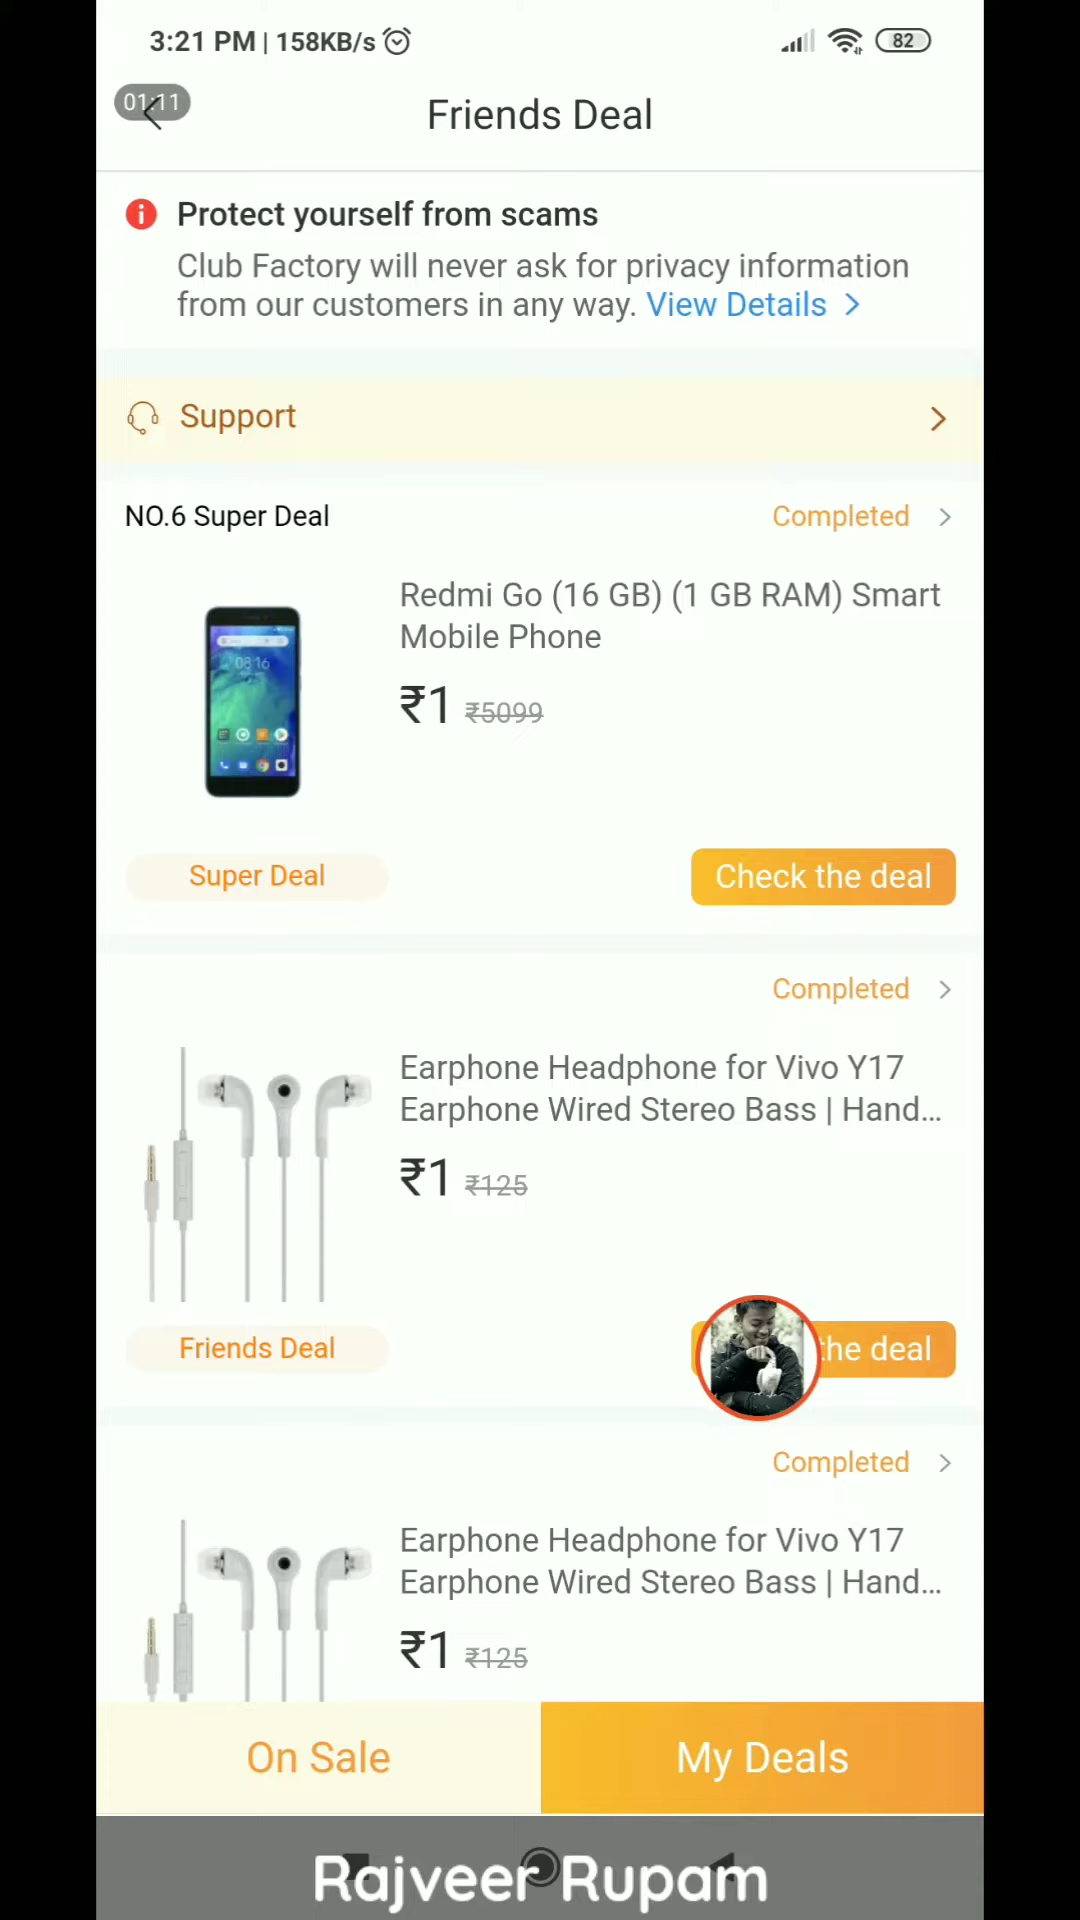 3:21 PM | 158KB/s
82
01:11
Friends Deal
Protect yourself from scams
Club Factory will never ask for privacy information
from our customers in any way. View Details >
Support
NO.6 Super Deal
Completed >
Redmi Go (16 GB) (1 GB RAM) Smart
Mobile Phone
₹1 ₹5099
08:16
Super Deal
Check the deal
Completed >
Earphone Headphone for Vivo Y17
Earphone Wired Stereo Bass | Hand...
₹1 ₹125
Friends Deal
the deal
Completed >
Earphone Headphone for Vivo Y17
Earphone Wired Stereo Bass | Hand...
₹1 ₹125
On Sale
My Deals
Rajveer Rupam